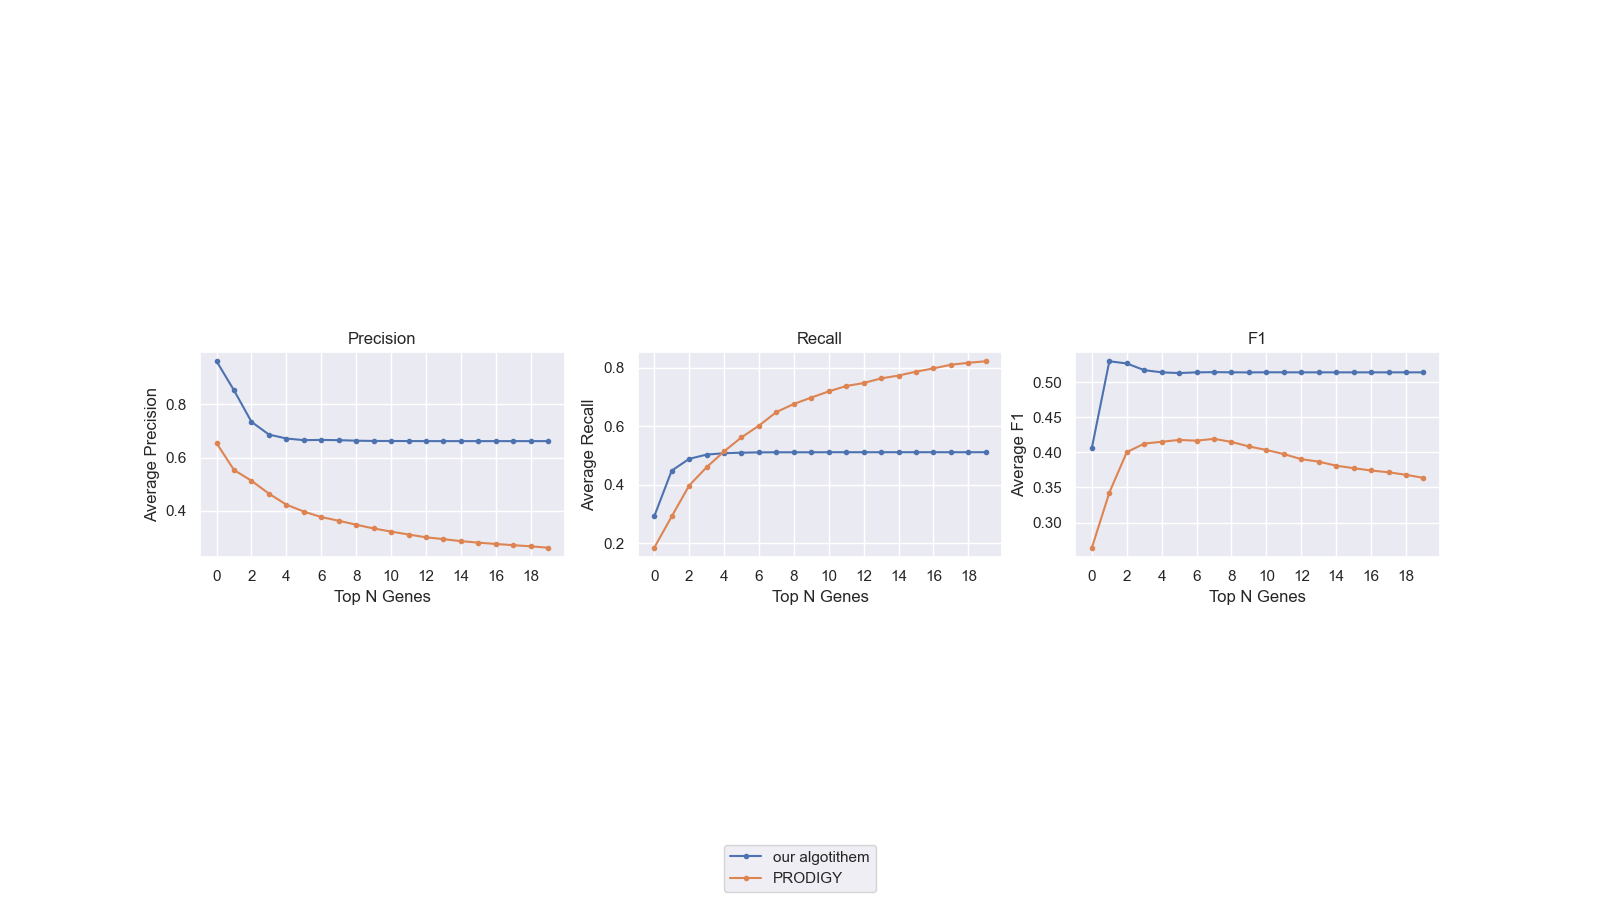 Precision
Average Precision
0.8
0.6
0.4
0 2 4 6 8 10 12 14 16 18
Top N Genes
Recall
Average Recall
0.8
0.6
0.4
0.2
0 2 4 6 8 10 12 14 16 18
Top N Genes
F1
Average F1
0.50
0.45
0.40
0.35
0.30
0 2 4 6 8 10 12 14 16 18
Top N Genes
our algotithem
PRODIGY